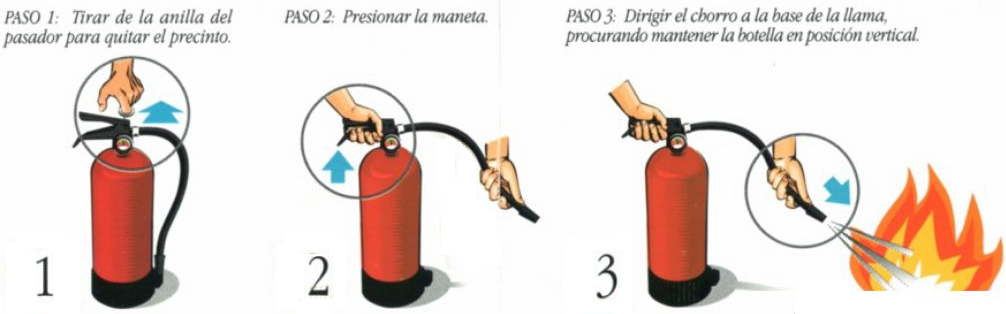 PASO 1: Tirar de la anilla del
pasador para quitar el precinto.
PASO 2: Presionar la maneta.
PASO 3: Dirigir el chorro a la base de la llama,
procurando mantener la botella en posición vertical.
1
2
3